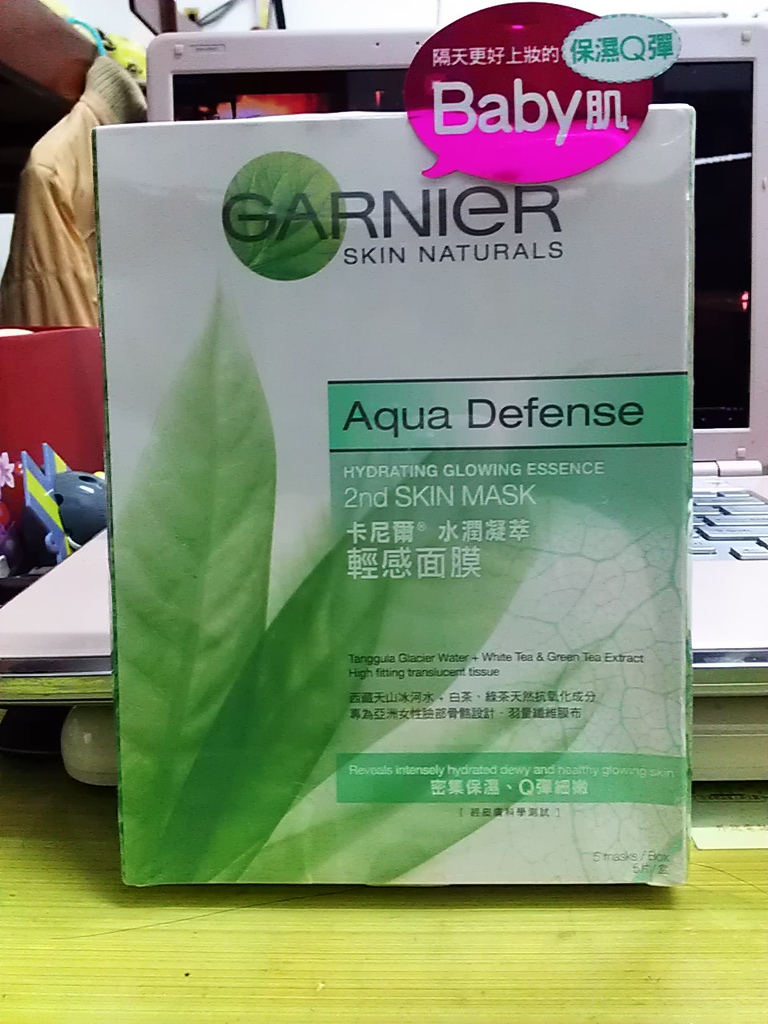 隔天更好上妝的
保濕Q彈
Baby肌
GARNIER
SKIN NATURALS
Aqua Defense
HYDRATING GLOWING ESSENCE
2nd SKIN MASK
卡尼爾® 水潤凝萃
輕感面膜
Tanggula Glacier Water + White Tea & Green Tea Extract
High fitting translucent tissue
西藏天山冰河水 + 白茶、綠茶天然抗氧化成分
專為亞洲女性臉部骨骼設計，羽量纖維膜布
Reveals intensely hydrated dewy and healthy glowing skin
密集保濕、Q彈細嫩
[ 經皮膚科學測試 ]
5 masks / Box
5片/盒